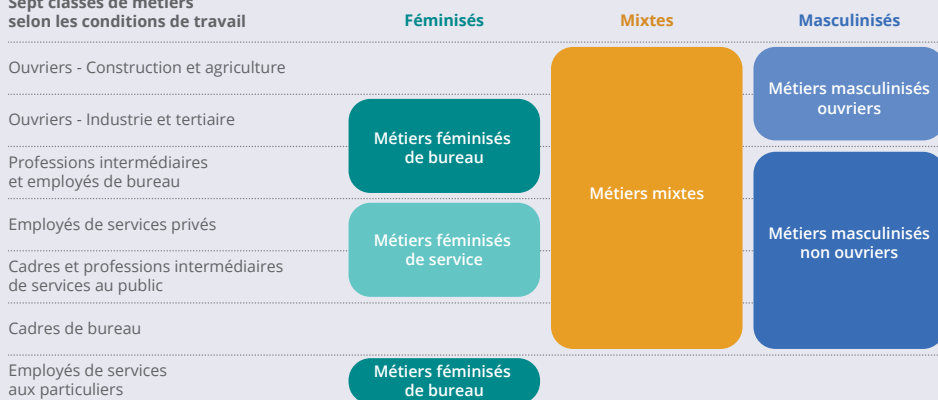 Sept classes de métiers
selon les conditions de travail
Féminisés
Mixtes
Masculinisés
Ouvriers - Construction et agriculture
Métiers masculinisés
ouvriers
Ouvriers - Industrie et tertiaire
Métiers féminisés
de bureau
Professions intermédiaires
et employés de bureau
Métiers mixtes
Employés de services privés
Métiers féminisés
de service
Métiers masculinisés
non ouvriers
Cadres et professions intermédiaires
de services au public
Cadres de bureau
Employés de services
aux particuliers
Métiers féminisés
de bureau